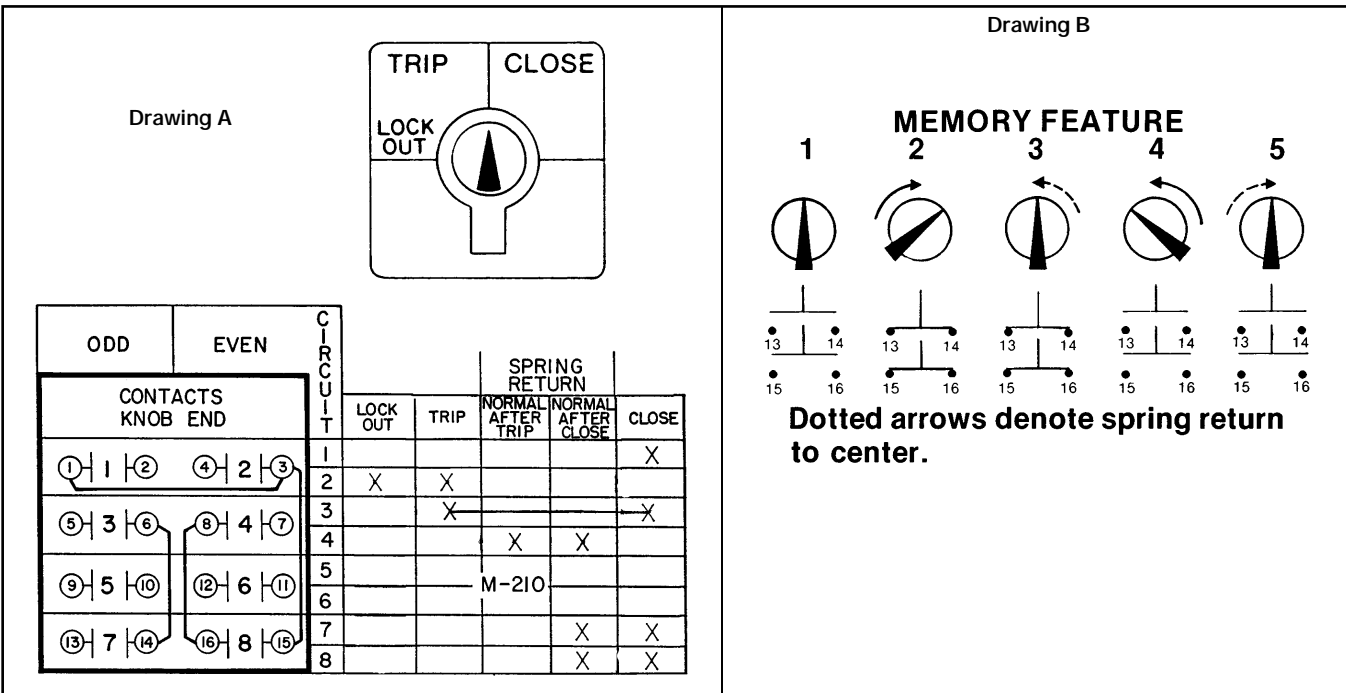 Drawing A
TRIP CLOSE
LOCK
OUT
ODD EVEN
CIRCUIT
CONTACTS
KNOB END
SPRING
RETURN
LOCK OUT TRIP NORMAL AFTER TRIP NORMAL AFTER CLOSE CLOSE
1 X
2 X X
3 X X
4 X X
5
M-210
6
7 X X
8 X X
1 1 2 4 2 3
5 3 6 8 4 7
9 5 10 12 6 11
13 7 14 16 8 15
Drawing B
MEMORY FEATURE
1 2 3 4 5
13 14 13 14 13 14 13 14 13 14
15 16 15 16 15 16 15 16 15 16
Dotted arrows denote spring return
to center.